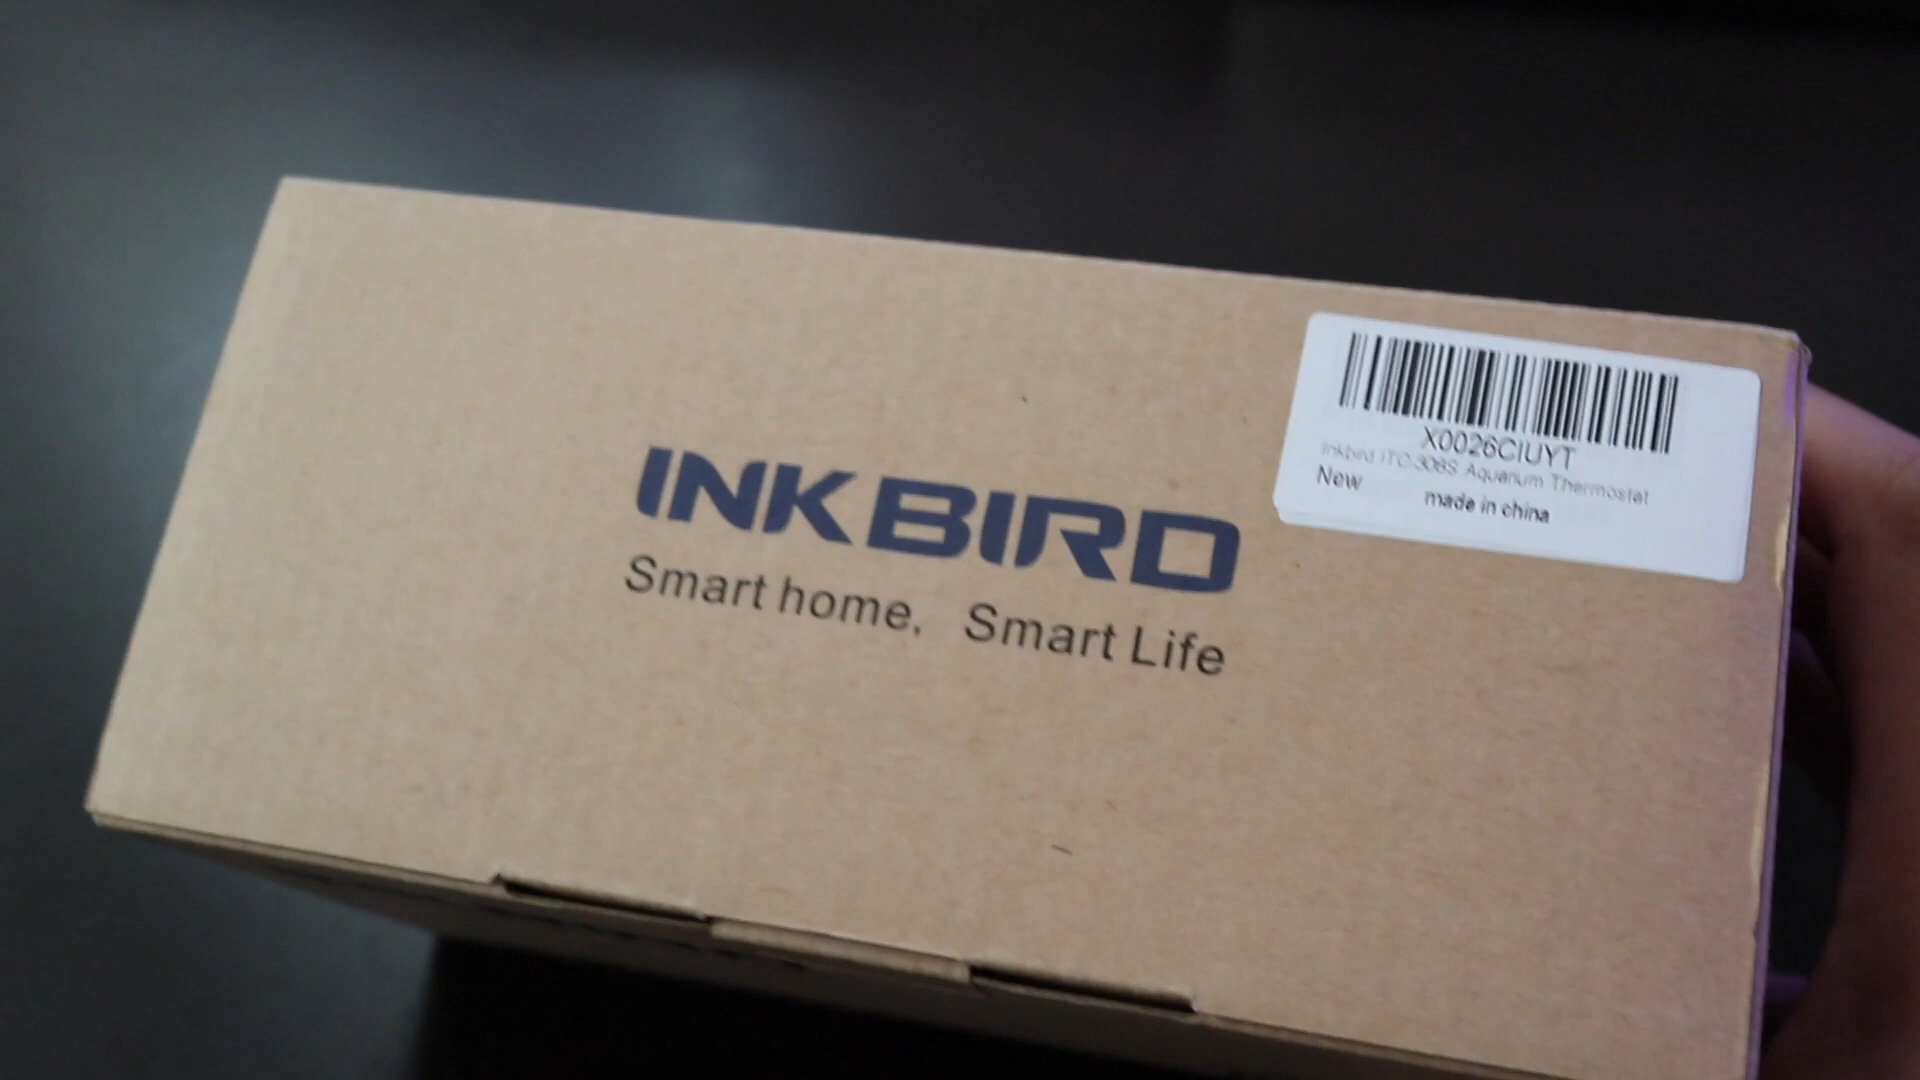 INKBIRD
Smart home, Smart Life
X0026CIUYT
Inkbird ITC-308S Aquarium Thermostat
New
made in china